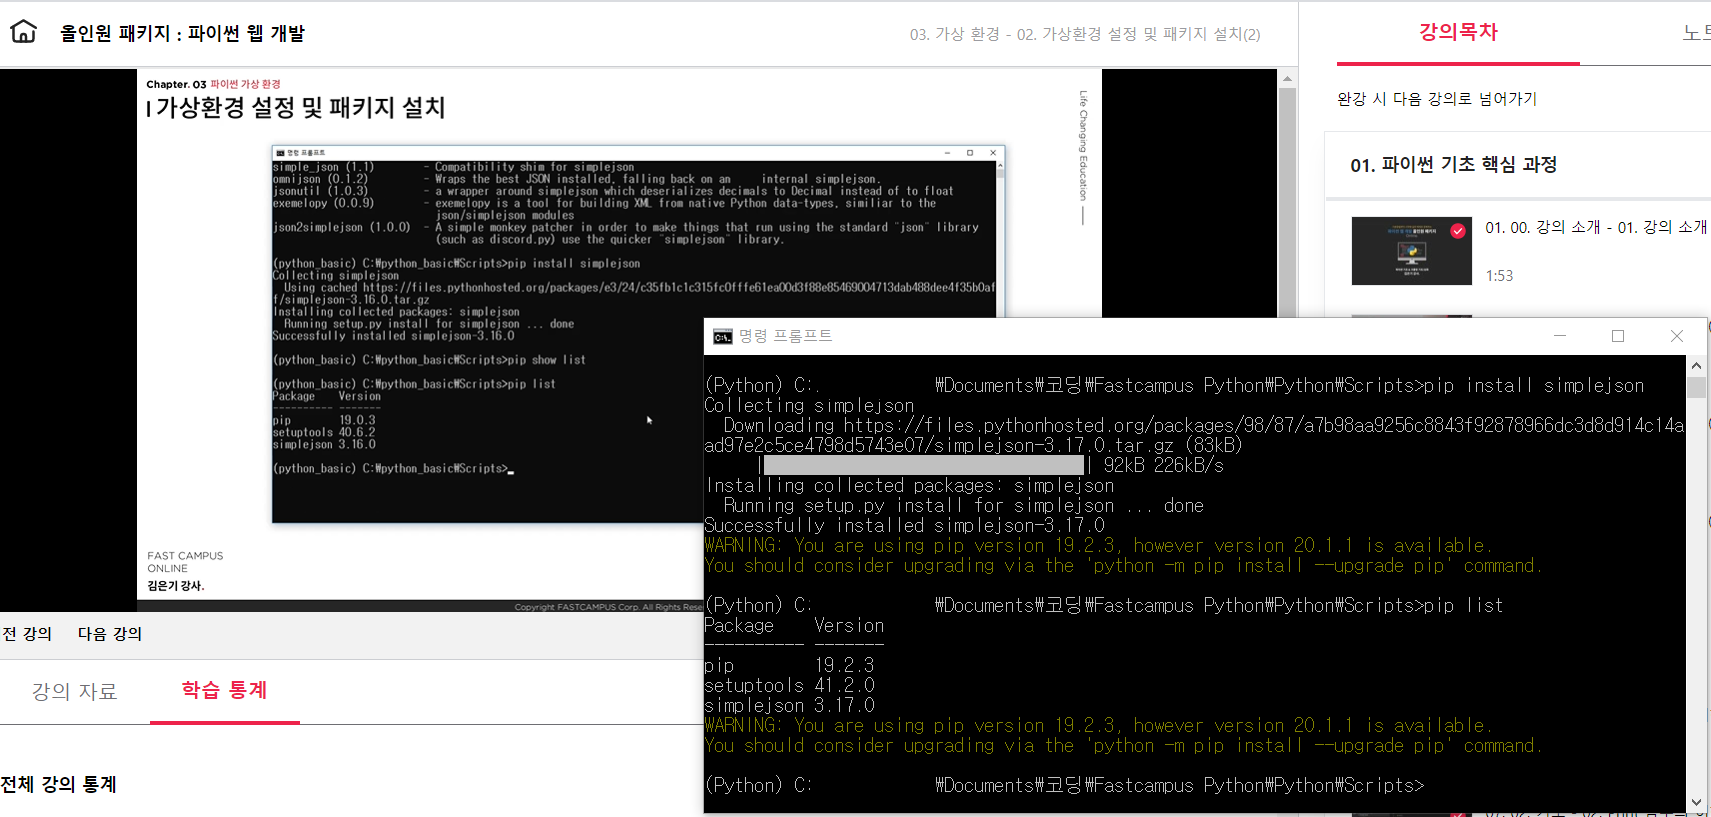 올인원 패키지 : 파이썬 웹 개발
03. 가상 환경 - 02. 가상환경 설정 및 패키지 설치(2)
강의목차
완강 시 다음 강의로 넘어가기
01. 파이썬 기초 핵심 과정
01. 00. 강의 소개 - 01. 강의 소개
1:53
Chapter. 03 파이썬 가상 환경
가상환경 설정 및 패키지 설치
Life Changing Education
명령 프롬프트
simple_json (1.1) - Compatibility shim for simplejson
omnijson (0.1.2) - Wraps the best JSON installed, falling back on an internal simplejson.
jsonutil (1.0.3) - a wrapper around simplejson which deserializes decimals to Decimal instead of to float
exemelopy (0.0.9) - exemelopy is a tool for building XML from native Python data-types, similiar to the
json/simplejson modules
json2simplejson (1.0.0) - A simple monkey patcher in order to make things that run using the standard "json" library
(such as discord.py) use the quicker "simplejson" library.
(python_basic) C:₩python_basic₩Scripts>pip install simplejson
Collecting simplejson
Using cached https://files.pythonhosted.org/packages/e3/24/c35fb1c1c315fc0fffe61ea00d3f88e85469004713dab488dee4f35b0af
f/simplejson-3.16.0.tar.gz
Installing collected packages: simplejson
Running setup.py install for simplejson ... done
Successfully installed simplejson-3.16.0
(python_basic) C:₩python_basic₩Scripts>pip show list
(python_basic) C:₩python_basic₩Scripts>pip list
Package Version
---------- -------
pip 19.0.3
setuptools 40.6.2
simplejson 3.16.0
(python_basic) C:₩python_basic₩Scripts>
FAST CAMPUS
ONLINE
김은기 강사.
Copyright FASTCAMPUS Corp. All Rights
전 강의 다음 강의
강의 자료 학습 통계
전체 강의 통계
명령 프롬프트
(Python) C: ₩Documents₩코딩₩Fastcampus Python₩Python₩Scripts>pip install simplejson
Collecting simplejson
Downloading https://files.pythonhosted.org/packages/98/87/a7b98aa9256c8843f92878966dc3d8d914c14a
ad97e2c5ce4798d5743e07/simplejson-3.17.0.tar.gz (83kB)
| | 92kB 226kB/s
Installing collected packages: simplejson
Running setup.py install for simplejson ... done
Successfully installed simplejson-3.17.0
WARNING: You are using pip version 19.2.3, however version 20.1.1 is available.
You should consider upgrading via the 'python -m pip install --upgrade pip' command.
(Python) C: ₩Documents₩코딩₩Fastcampus Python₩Python₩Scripts>pip list
Package Version
---------- -------
pip 19.2.3
setuptools 41.2.0
simplejson 3.17.0
WARNING: You are using pip version 19.2.3, however version 20.1.1 is available.
You should consider upgrading via the 'python -m pip install --upgrade pip' command.
(Python) C: ₩Documents₩코딩₩Fastcampus Python₩Python₩Scripts>